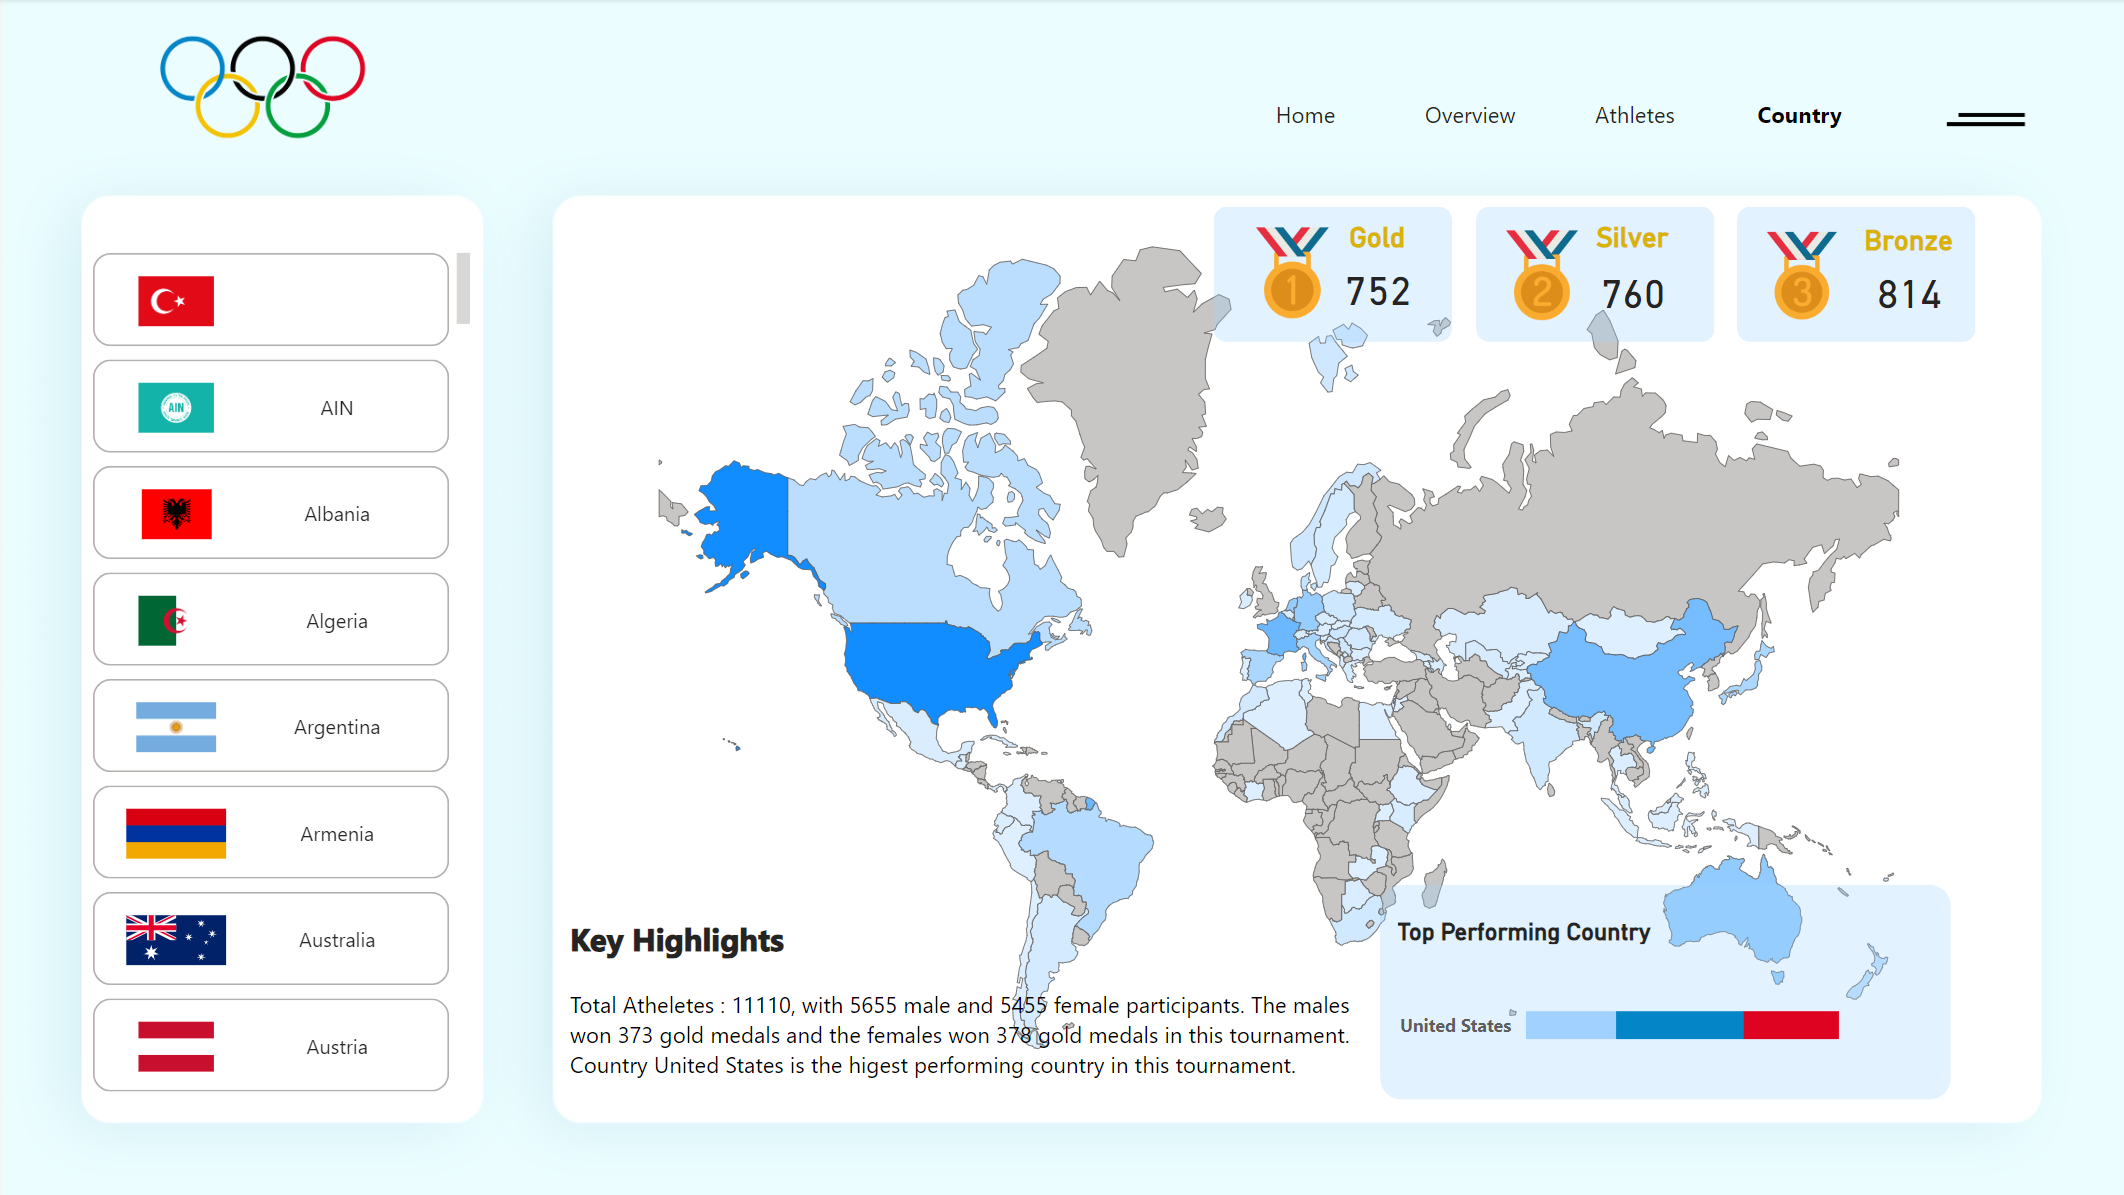 Home
Overview
Athletes
Country
AIN
AIN
Albania
Algeria
Argentina
Armenia
Australia
Austria
Gold
1
752
Silver
2
760
Bronze
3
814
Key Highlights
Total Atheletes : 11110, with 5655 male and 5455 female participants. The males
won 373 gold medals and the females won 378 gold medals in this tournament.
Country United States is the higest performing country in this tournament.
Top Performing Country
United States